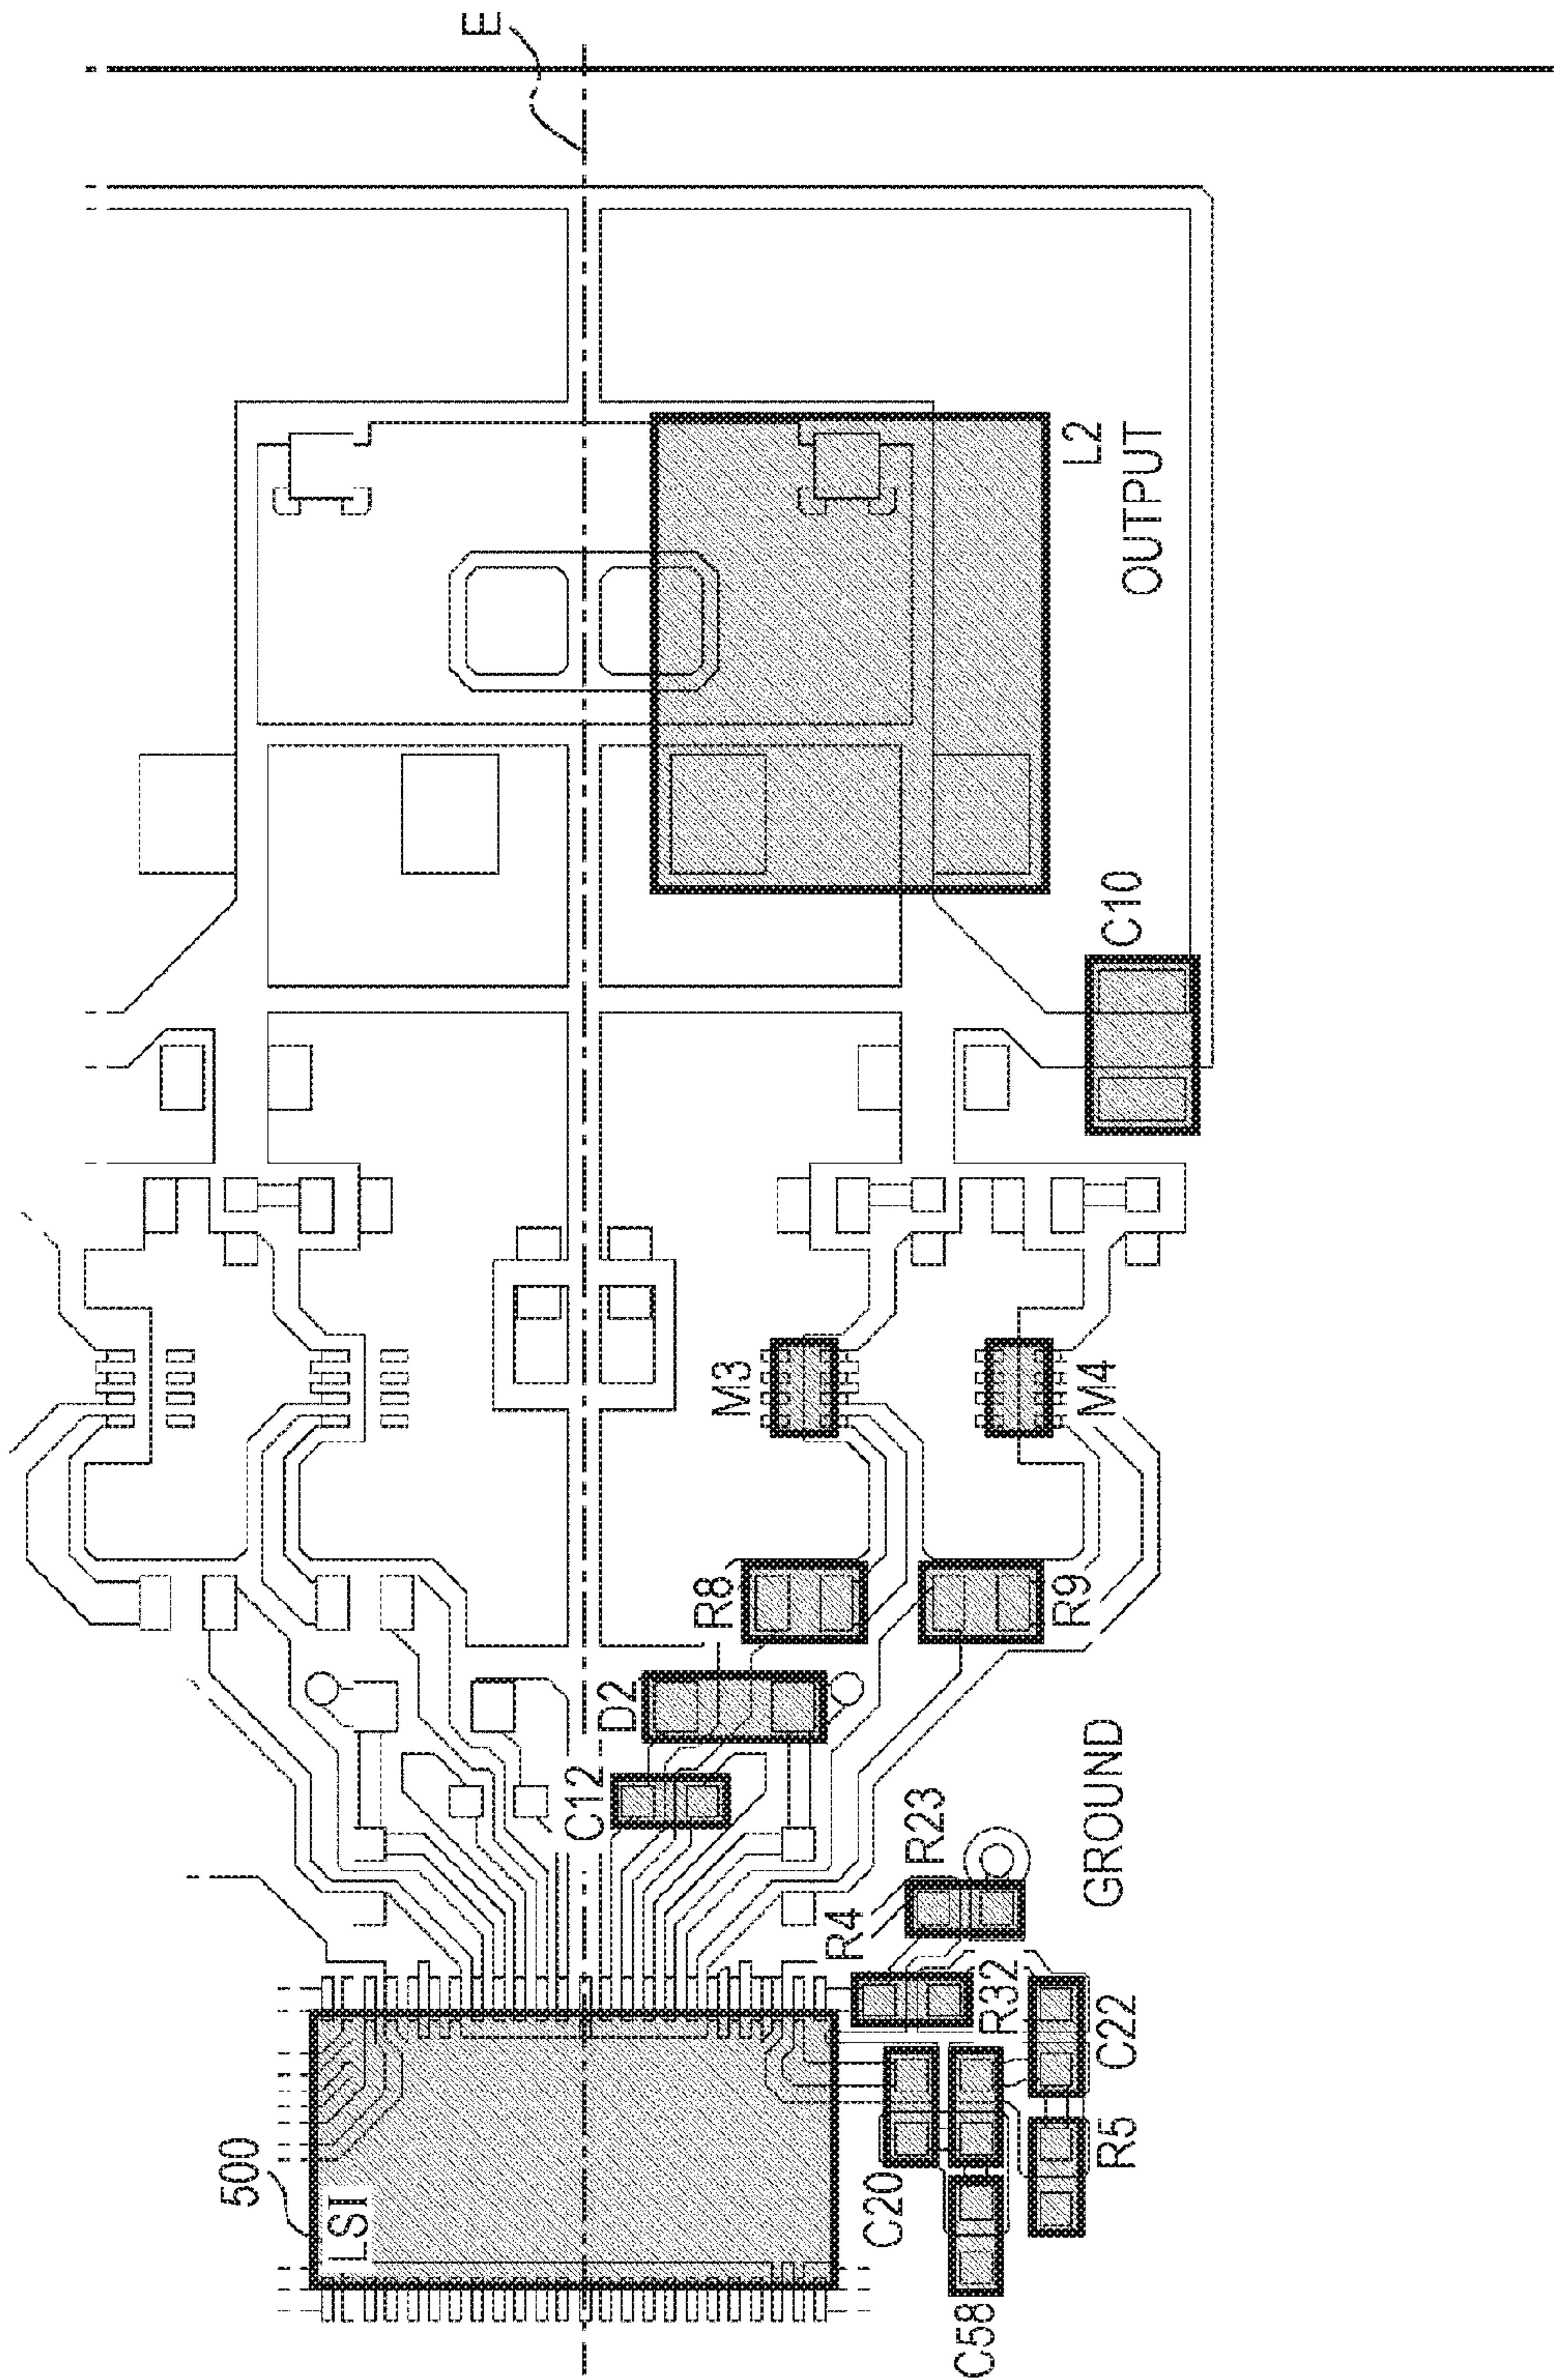 E
L2
OUTPUT
C10
M3
M4
R8
R9
D2
C12
R23
GROUND
R4
R32
C22
500
LSI
C20
R5
C58